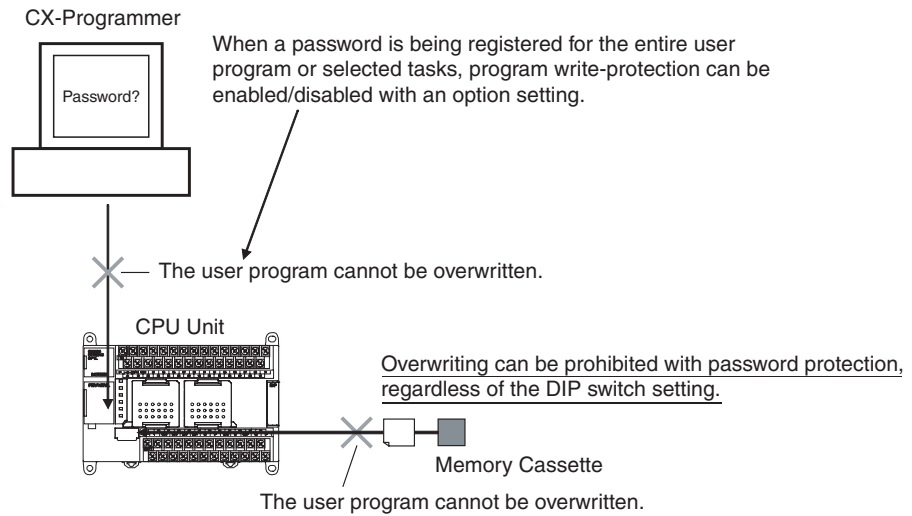 CX-Programmer
Password?
When a password is being registered for the entire user
program or selected tasks, program write-protection can be
enabled/disabled with an option setting.
The user program cannot be overwritten.
CPU Unit
Overwriting can be prohibited with password protection,
regardless of the DIP switch setting.
Memory Cassette
The user program cannot be overwritten.